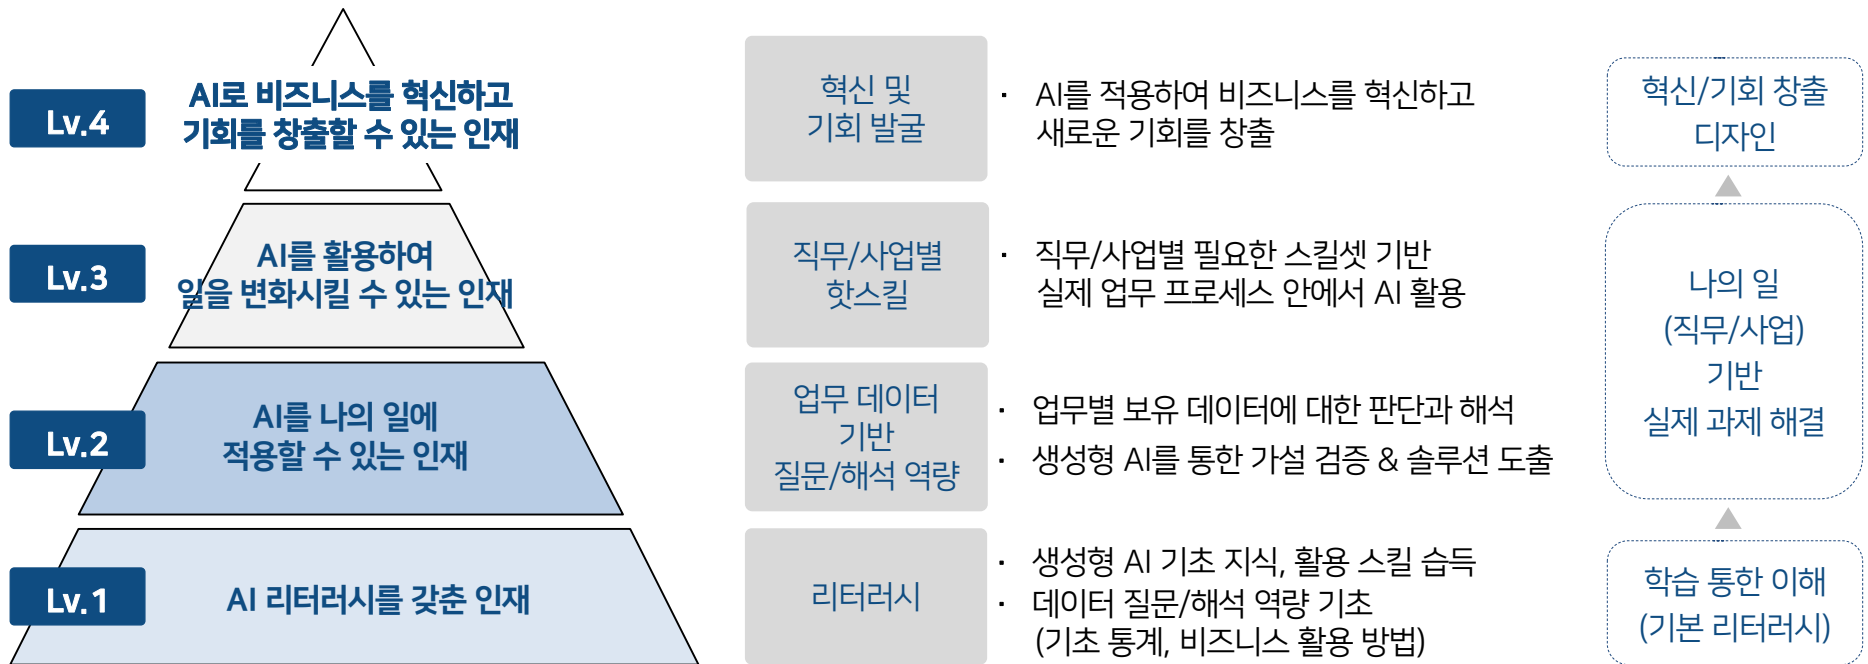 Lv.4
AI로 비즈니스를 혁신하고
기회를 창출할 수 있는 인재
혁신 및
기회 발굴
· AI를 적용하여 비즈니스를 혁신하고
새로운 기회를 창출
혁신/기회 창출
디자인
Lv.3
AI를 활용하여
일을 변화시킬 수 있는 인재
직무/사업별
핫스킬
· 직무/사업별 필요한 스킬셋 기반
실제 업무 프로세스 안에서 AI 활용
나의 일
(직무/사업)
기반
실제 과제 해결
Lv.2
AI를 나의 일에
적용할 수 있는 인재
업무 데이터
기반
질문/해석 역량
· 업무별 보유 데이터에 대한 판단과 해석
· 생성형 AI를 통한 가설 검증 & 솔루션 도출
Lv.1
AI 리터러시를 갖춘 인재
리터러시
· 생성형 AI 기초 지식, 활용 스킬 습득
· 데이터 질문/해석 역량 기초
(기초 통계, 비즈니스 활용 방법)
학습 통한 이해
(기본 리터러시)